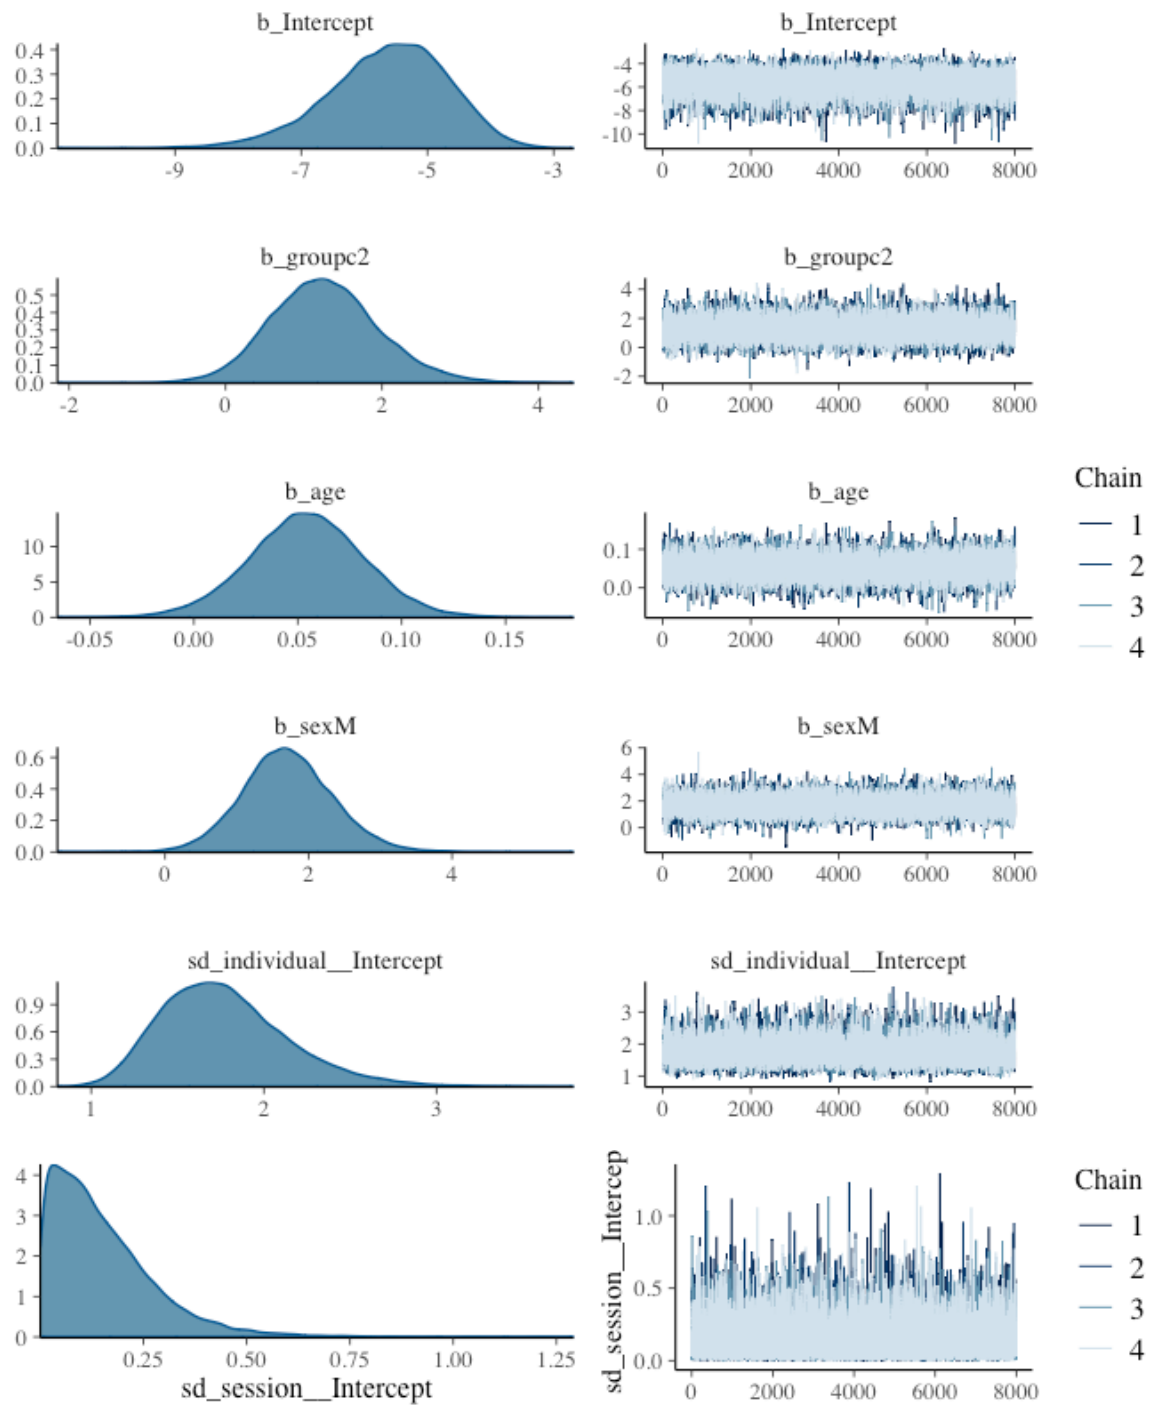 b_Intercept
0.4
0.3
0.2
0.1
0.0
-9 -7 -5 -3
b_Intercept
-4
-6
-8
-10
0 2000 4000 6000 8000
b_groupc2
0.5
0.4
0.3
0.2
0.1
0.0
-2 0 2 4
b_groupc2
4
2
0
-2
0 2000 4000 6000 8000
b_age
10
5
0
-0.05 0.00 0.05 0.10 0.15
b_age
0.1
0.0
0 2000 4000 6000 8000
Chain
1
2
3
4
b_sexM
0.6
0.4
0.2
0.0
0 2 4
b_sexM
6
4
2
0
0 2000 4000 6000 8000
sd_individual__Intercept
0.9
0.6
0.3
0.0
1 2 3
sd_individual__Intercept
3
2
1
0 2000 4000 6000 8000
4
3
2
1
0
0.25 0.50 0.75 1.00 1.25
sd_session__Intercept
sd_session__Intercep
1.0
0.5
0.0
0 2000 4000 6000 8000
Chain
1
2
3
4